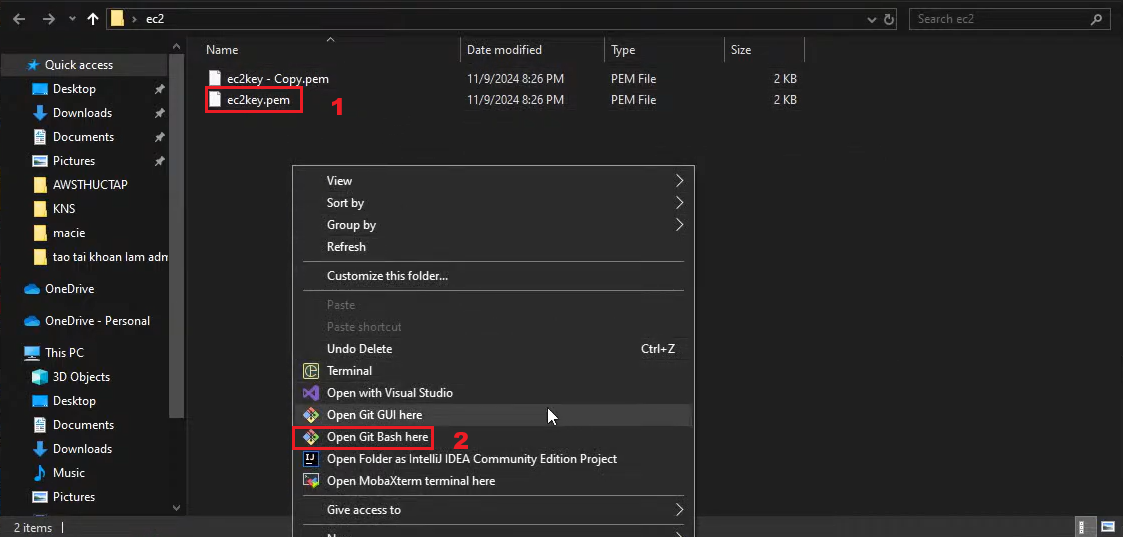 ec2
Search ec2
Name
Date modified
Type
Size
ec2key - Copy.pem
11/9/2024 8:26 PM
PEM File
2 KB
ec2key.pem
1
11/9/2024 8:26 PM
PEM File
2 KB
Quick access
Desktop
Downloads
Documents
Pictures
AWSTHUCTAP
KNS
macie
tao tai khoan lam adm
OneDrive
OneDrive - Personal
This PC
3D Objects
Desktop
Documents
Downloads
Music
Pictures
View
Sort by
Group by
Refresh
Customize this folder...
Paste
Paste shortcut
Undo Delete
Ctrl+Z
Terminal
Open with Visual Studio
Open Git GUI here
Open Git Bash here
2
IJ
Open Folder as IntelliJ IDEA Community Edition Project
Open MobaXterm terminal here
Give access to
2 items